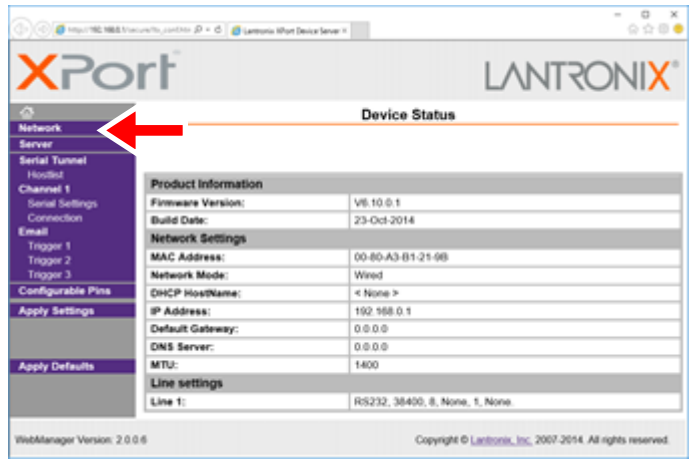 Lantronix XPort Device Server
XPort
LANTRONIX®
Network
Server
Serial Tunnel
Hostlist
Channel 1
Serial Settings
Connection
Email
Trigger 1
Trigger 2
Trigger 3
Configurable Pins
Apply Settings
Apply Defaults
Device Status
Product Information
Firmware Version: V6.10.0.1
Build Date: 23-Oct-2014
Network Settings
MAC Address: 00-80-A3-B1-21-9B
Network Mode: Wired
DHCP HostName: < None >
IP Address: 192.168.0.1
Default Gateway: 0.0.0.0
DNS Server: 0.0.0.0
MTU: 1400
Line settings
Line 1: RS232, 38400, 8, None, 1, None.
WebManager Version: 2.0.0.6
Copyright © Lantronix, Inc. 2007-2014. All rights reserved.